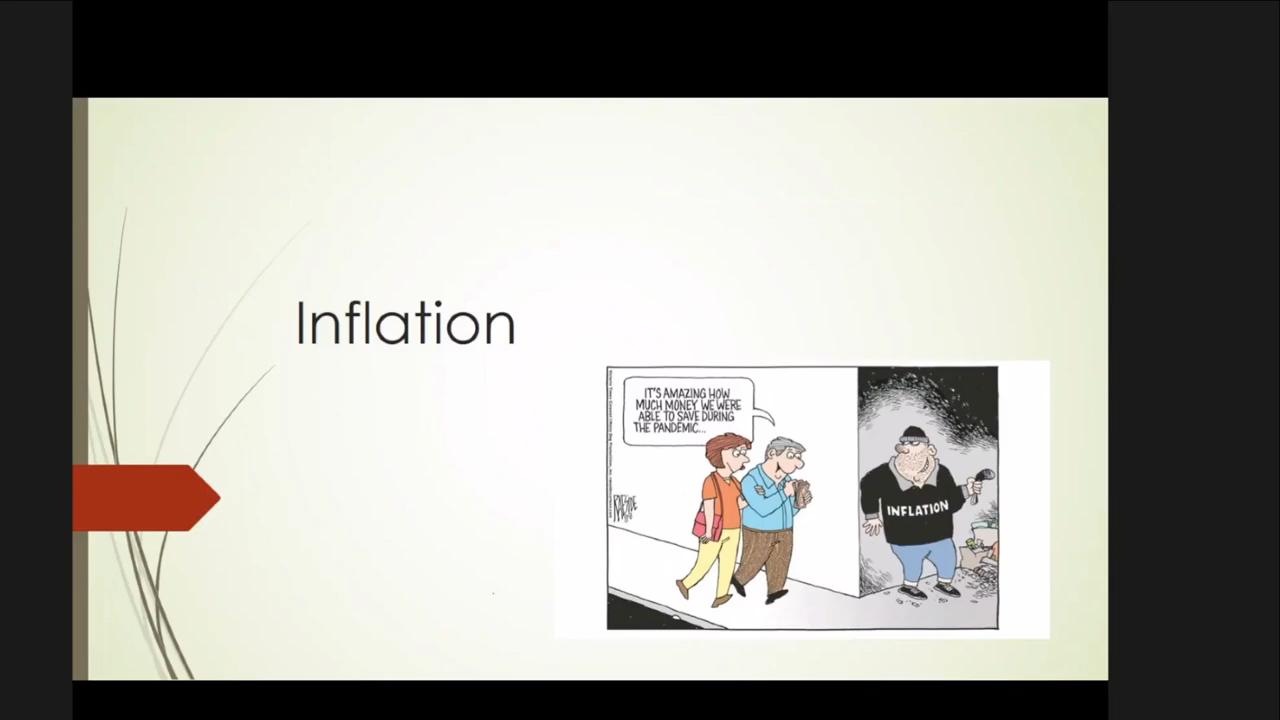 Inflation
IT'S AMAZING HOW
MUCH MONEY WE WERE
ABLE TO SAVE DURING
THE PANDEMIC...
INFLATION